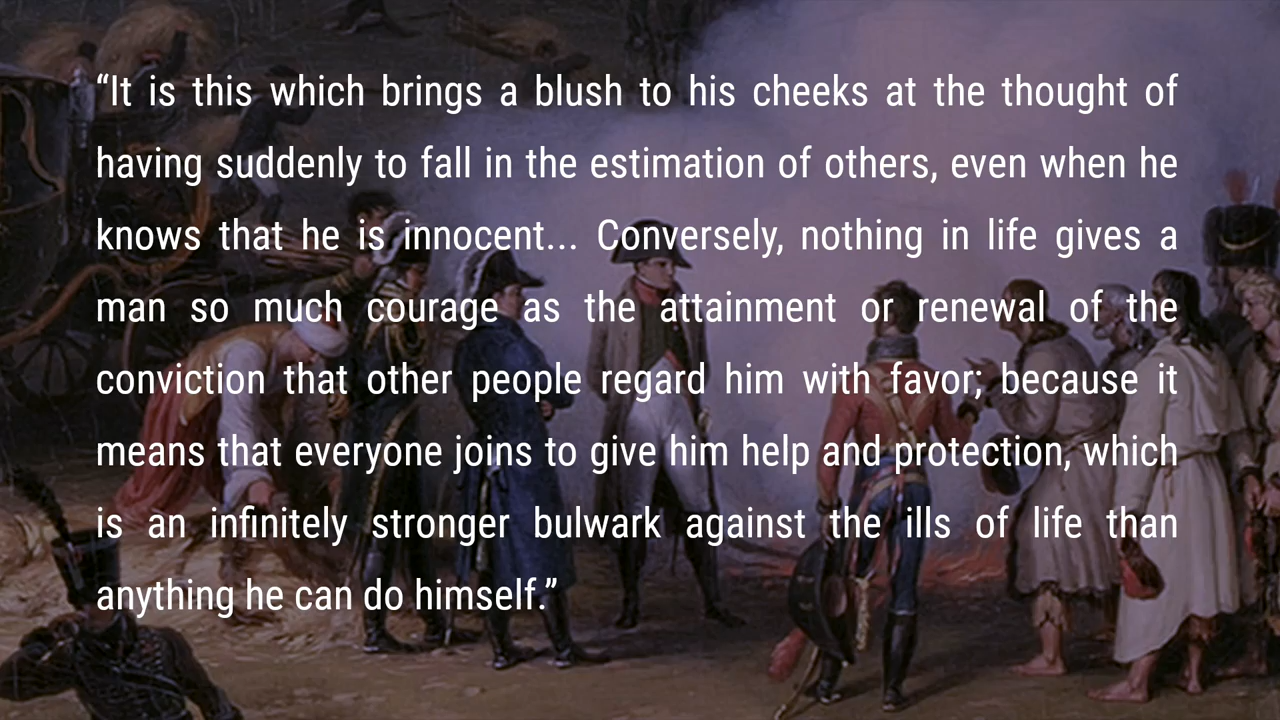 “It is this which brings a blush to his cheeks at the thought of
having suddenly to fall in the estimation of others, even when he
knows that he is innocent... Conversely, nothing in life gives a
man so much courage as the attainment or renewal of the
conviction that other people regard him with favor; because it
means that everyone joins to give him help and protection, which
is an infinitely stronger bulwark against the ills of life than
anything he can do himself.”